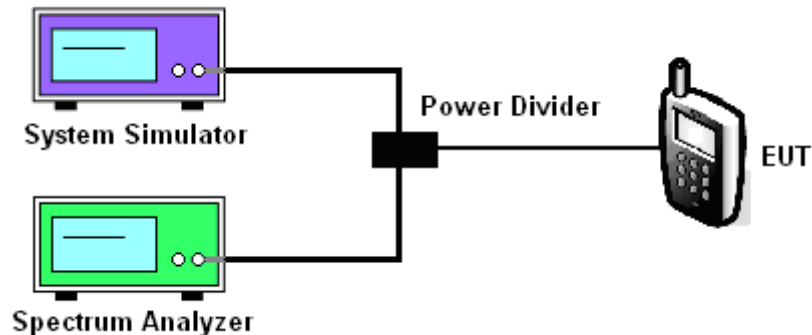 System Simulator
Power Divider
EUT
Spectrum Analyzer